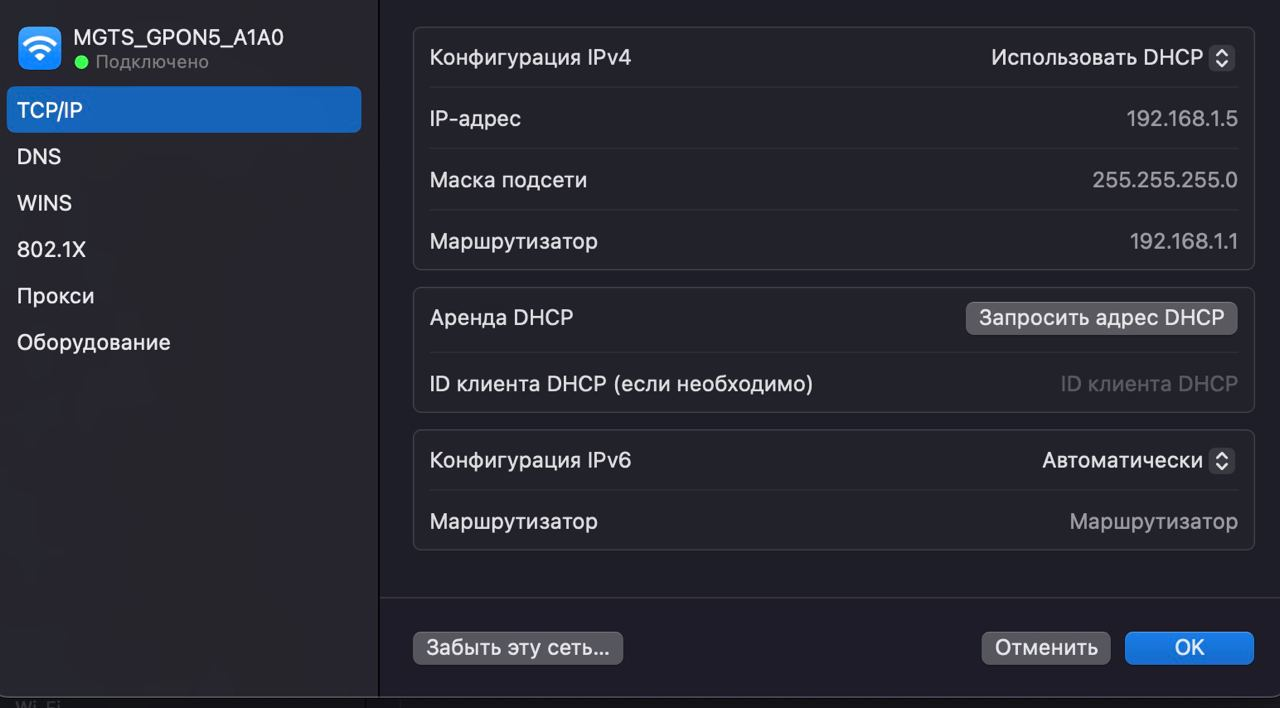 MGTS_GPON5_A1A0
Подключено
TCP/IP
DNS
WINS
802.1X
Прокси
Оборудование
Конфигурация IPv4 Использовать DHCP
IP-адрес 192.168.1.5
Маска подсети 255.255.255.0
Маршрутизатор 192.168.1.1
Аренда DHCP Запросить адрес DHCP
ID клиента DHCP (если необходимо) ID клиента DHCP
Конфигурация IPv6 Автоматически
Маршрутизатор Маршрутизатор
Забыть эту сеть... Отменить OK
Wi-Fi